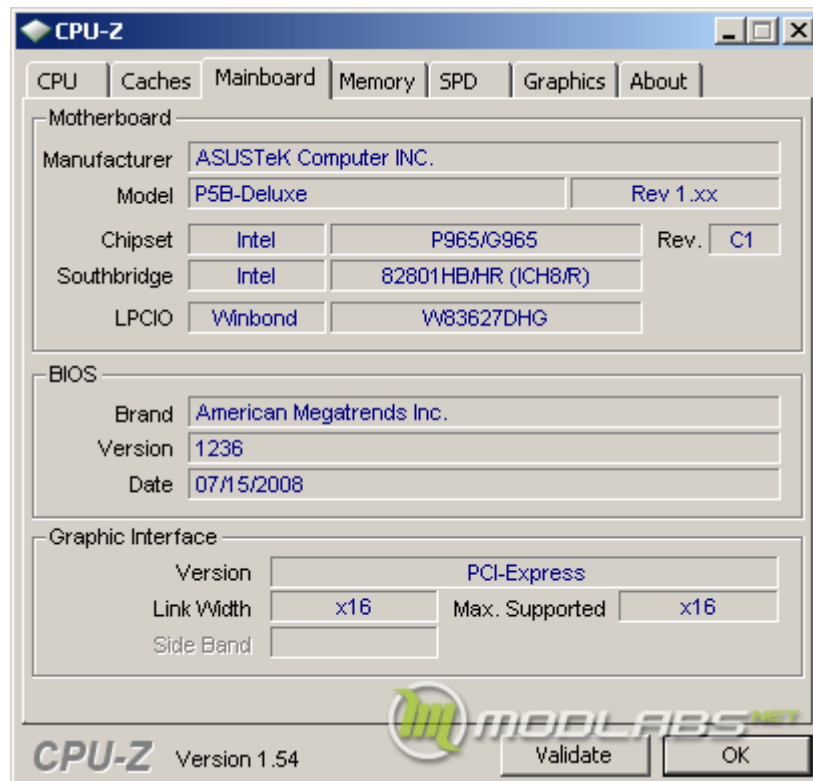 CPU-Z
CPU Caches Mainboard Memory SPD Graphics About
Motherboard
Manufacturer ASUSTeK Computer INC.
Model P5B-Deluxe Rev 1.xx
Chipset Intel P965/G965 Rev. C1
Southbridge Intel 82801HB/HR (ICH8/R)
LPCIO Winbond W83627DHG
BIOS
Brand American Megatrends Inc.
Version 1236
Date 07/15/2008
Graphic Interface
Version PCI-Express
Link Width x16 Max. Supported x16
Side Band
MODLABS.NET
CPU-Z Version 1.54 Validate OK